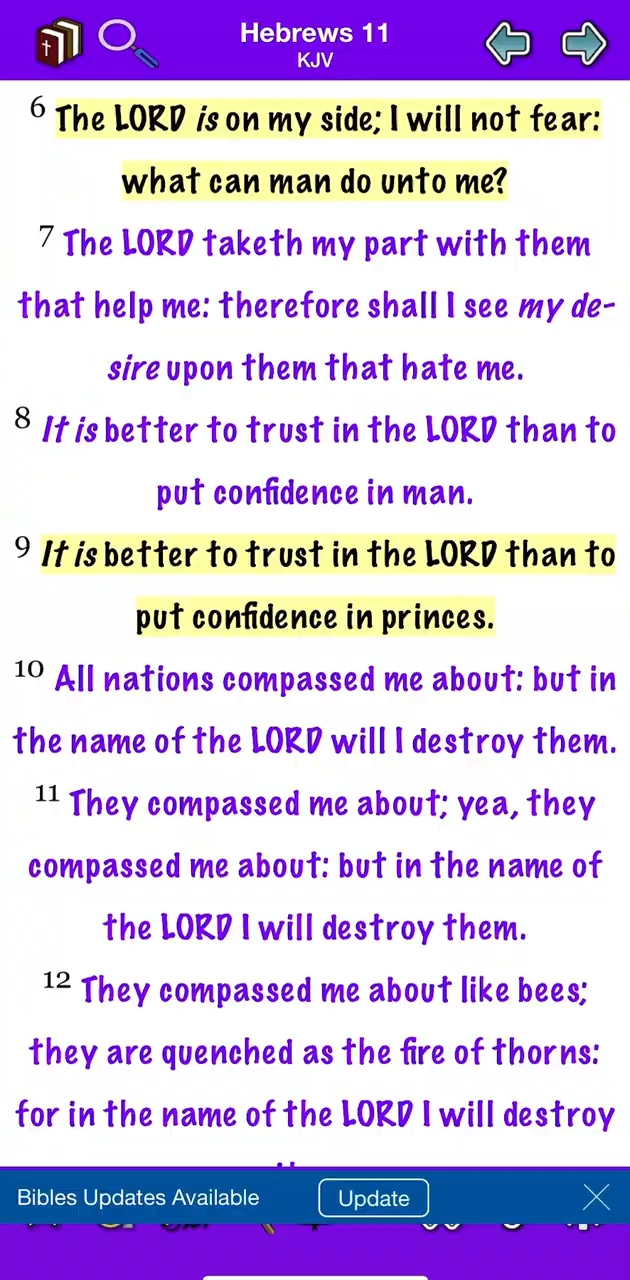 Hebrews 11
KJV
6 The LORD is on my side; I will not fear:
what can man do unto me?
7 The LORD taketh my part with them
that help me: therefore shall I see my de-
sire upon them that hate me.
8 It is better to trust in the LORD than to
put confidence in man.
9 It is better to trust in the LORD than to
put confidence in princes.
10 All nations compassed me about: but in
the name of the LORD will I destroy them.
11 They compassed me about; yea, they
compassed me about: but in the name of
the LORD I will destroy them.
12 They compassed me about like bees;
they are quenched as the fire of thorns:
for in the name of the LORD I will destroy
Bibles Updates Available
Update